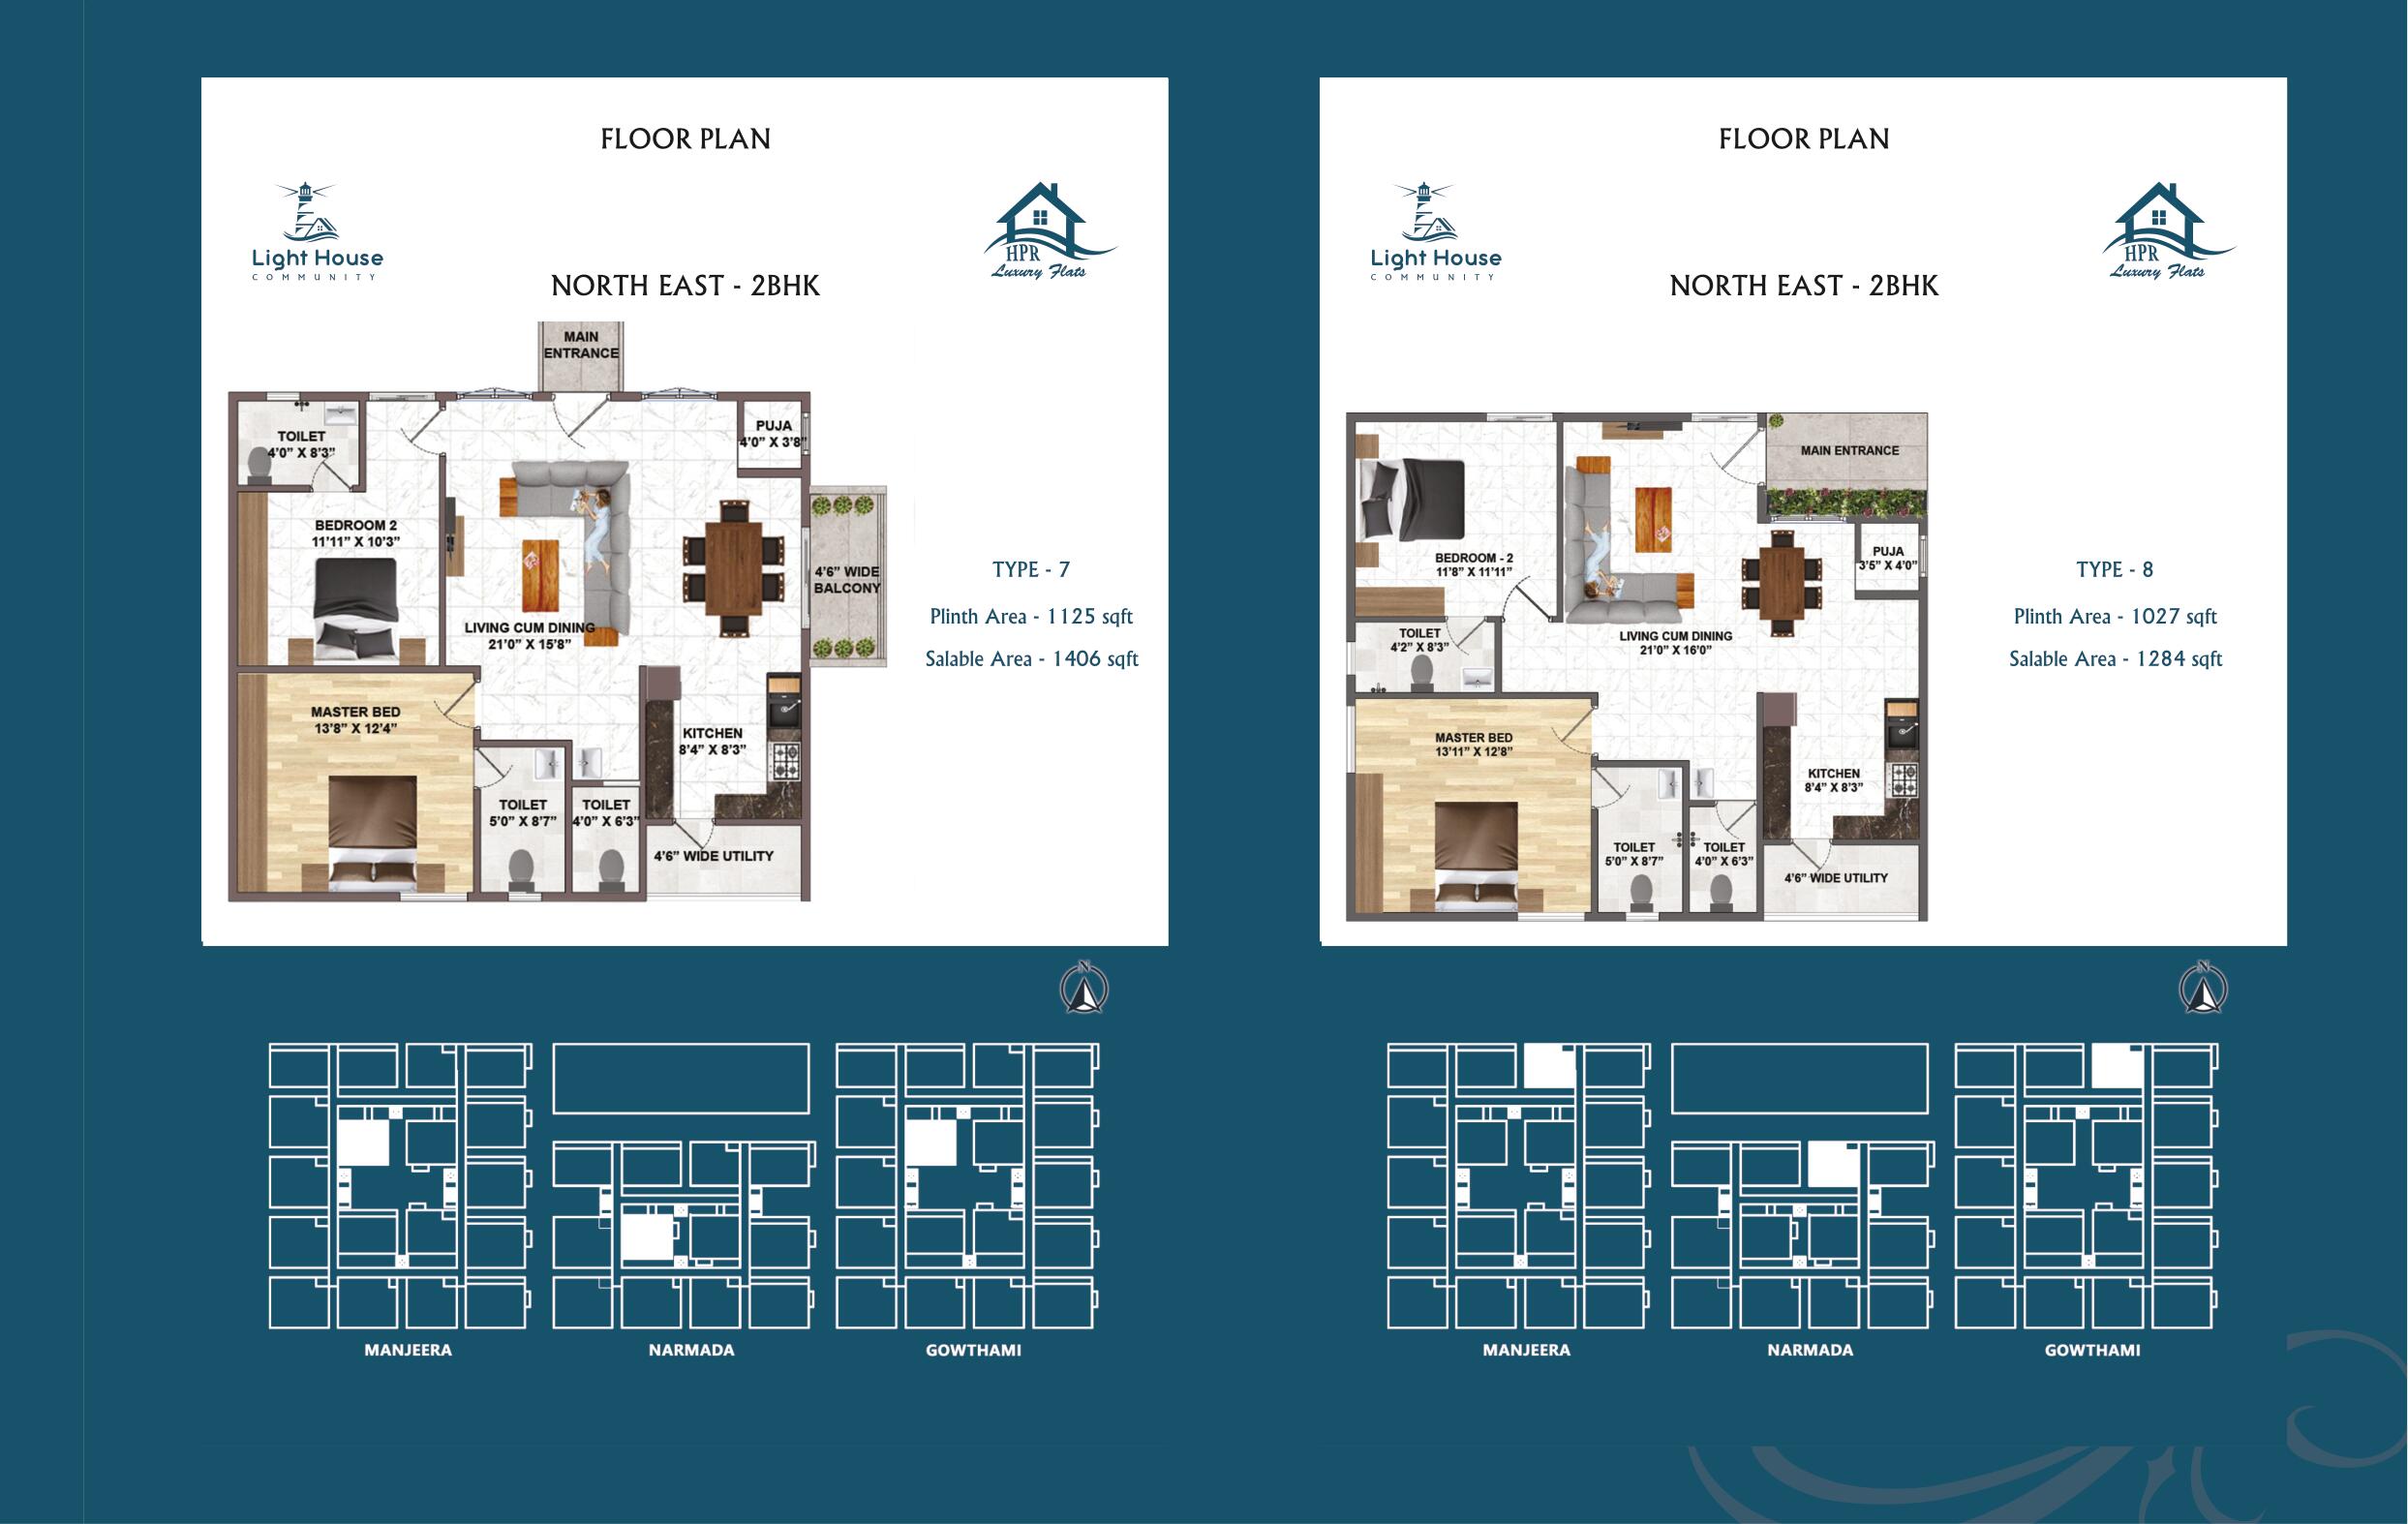 FLOOR PLAN
Light House
COMMUNITY
HPR
Luxury Flats
NORTH EAST - 2BHK
MAIN
ENTRANCE
TOILET
4'0” X 8'3”
PUJA
4'0” X 3'8”
BEDROOM 2
11'11” X 10'3”
4'6” WIDE
BALCONY
LIVING CUM DINING
21'0” X 15'8”
MASTER BED
13'8” X 12'4”
KITCHEN
8'4” X 8'3”
TOILET
5'0” X 8'7”
TOILET
4'0” X 6'3”
4'6” WIDE UTILITY
TYPE - 7
Plinth Area - 1125 sqft
Salable Area - 1406 sqft
N
MANJEERA
NARMADA
GOWTHAMI
FLOOR PLAN
Light House
COMMUNITY
HPR
Luxury Flats
NORTH EAST - 2BHK
MAIN ENTRANCE
BEDROOM - 2
11'8” X 11'11”
PUJA
3'5” X 4'0”
TOILET
4'2” X 8'3”
LIVING CUM DINING
21'0” X 16'0”
MASTER BED
13'11” X 12'8”
KITCHEN
8'4” X 8'3”
TOILET
5'0” X 8'7”
TOILET
4'0” X 6'3”
4'6” WIDE UTILITY
TYPE - 8
Plinth Area - 1027 sqft
Salable Area - 1284 sqft
N
MANJEERA
NARMADA
GOWTHAMI